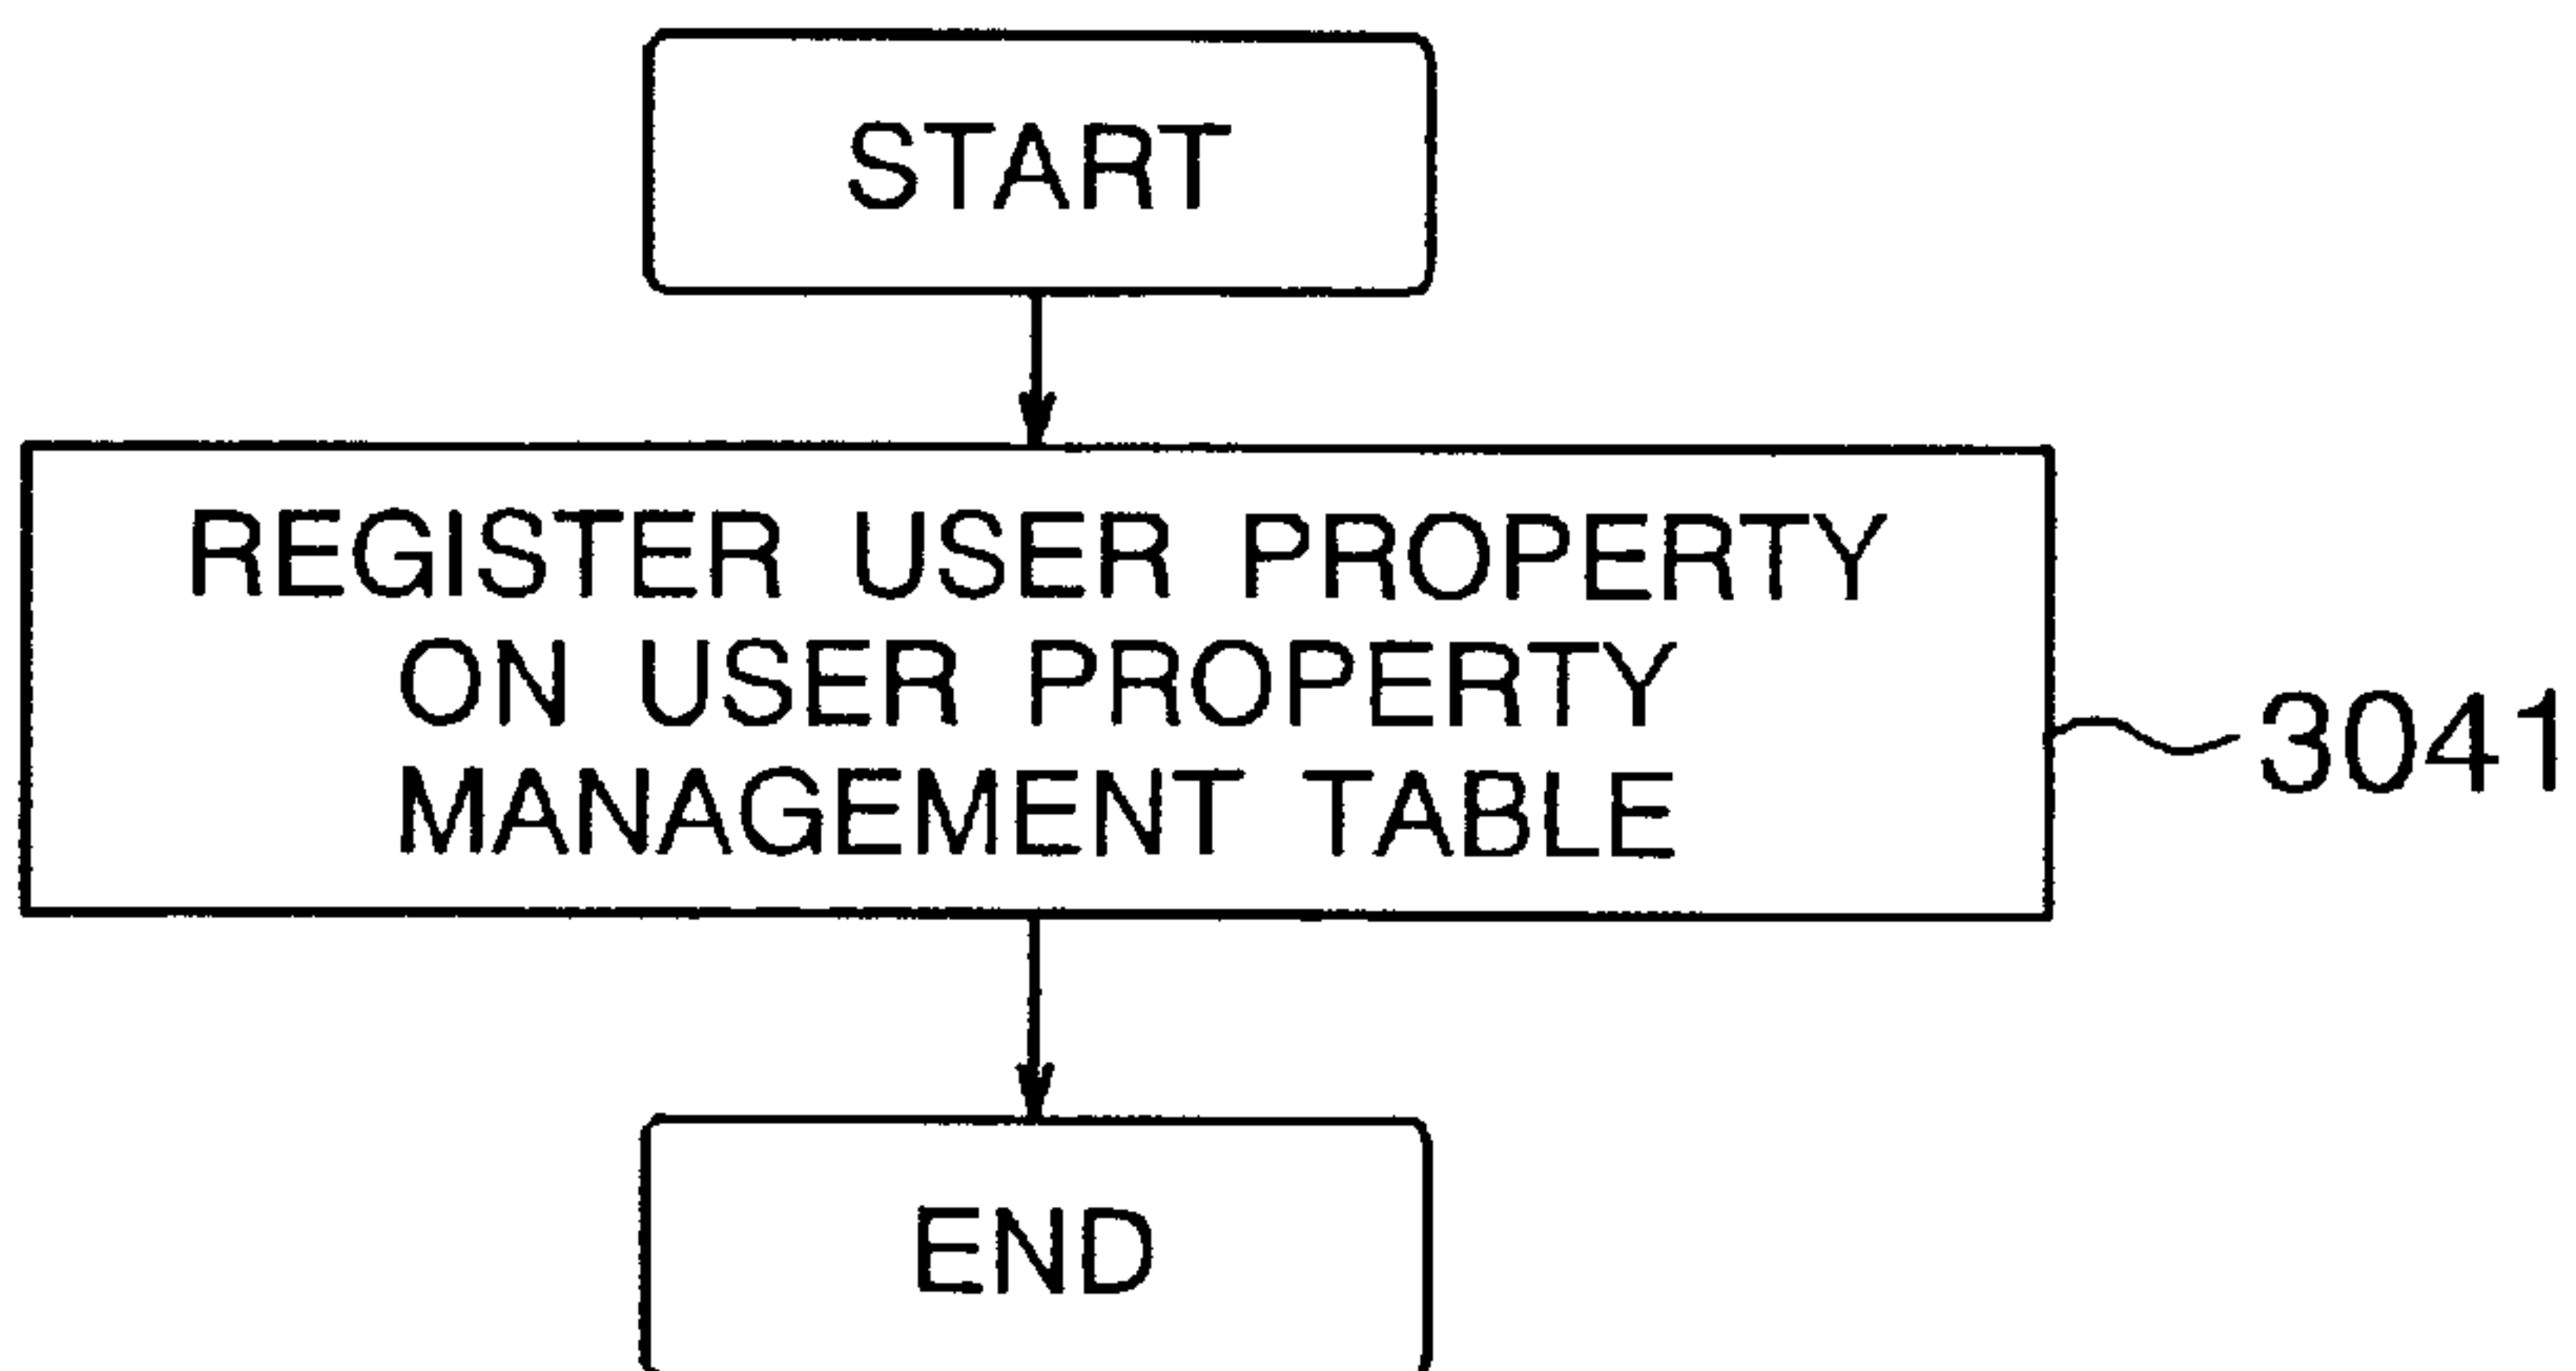 START
REGISTER USER PROPERTY
ON USER PROPERTY
MANAGEMENT TABLE
3041
END